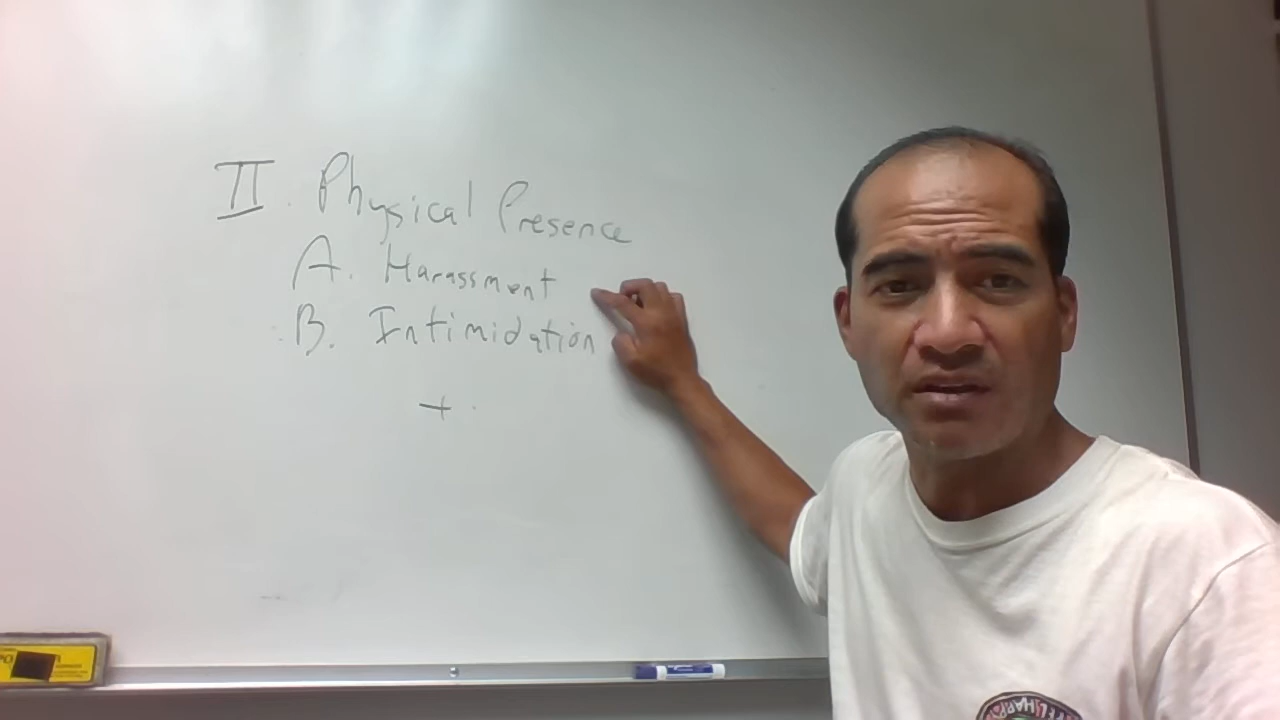 II. Physical Presence
A. Harassment
B. Intimidation
+